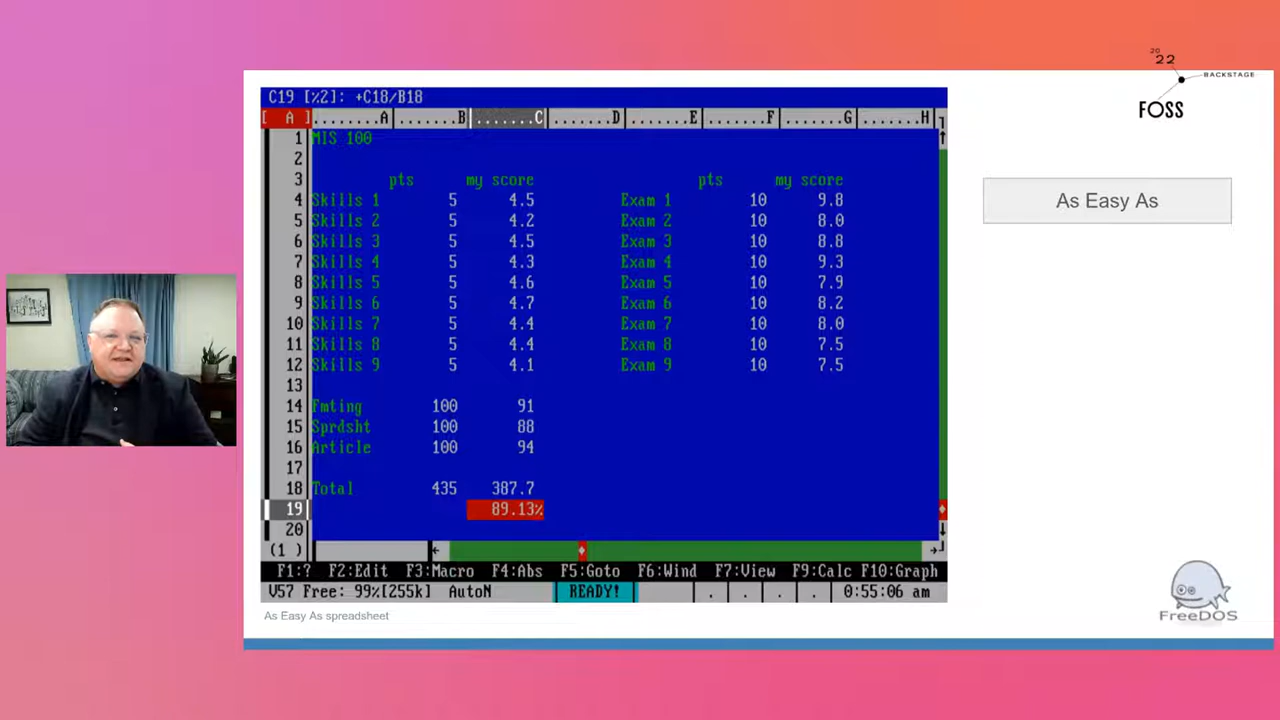 20
22
BACKSTAGE
FOSS
C19 [%2]: +C18/B18
[ A ]........A .......B .......C .......D .......E .......F .......G .......H
1 MIS 100
2
3 pts my score pts my score
4 Skills 1 5 4.5 Exam 1 10 9.8
5 Skills 2 5 4.2 Exam 2 10 8.0
6 Skills 3 5 4.5 Exam 3 10 8.8
7 Skills 4 5 4.3 Exam 4 10 9.3
8 Skills 5 5 4.6 Exam 5 10 7.9
9 Skills 6 5 4.7 Exam 6 10 8.2
10 Skills 7 5 4.4 Exam 7 10 8.0
11 Skills 8 5 4.4 Exam 8 10 7.5
12 Skills 9 5 4.1 Exam 9 10 7.5
13
14 Fmting 100 91
15 Sprdsht 100 88
16 Article 100 94
17
18 Total 435 387.7
19 89.13%
20
(1 )
F1:? F2:Edit F3:Macro F4:Abs F5:Goto F6:Wind F7:View F9:Calc F10:Graph
V57 Free: 99%[255k] AutoN READY! . . . . 0:55:06 am
As Easy As spreadsheet
As Easy As
FreeDOS